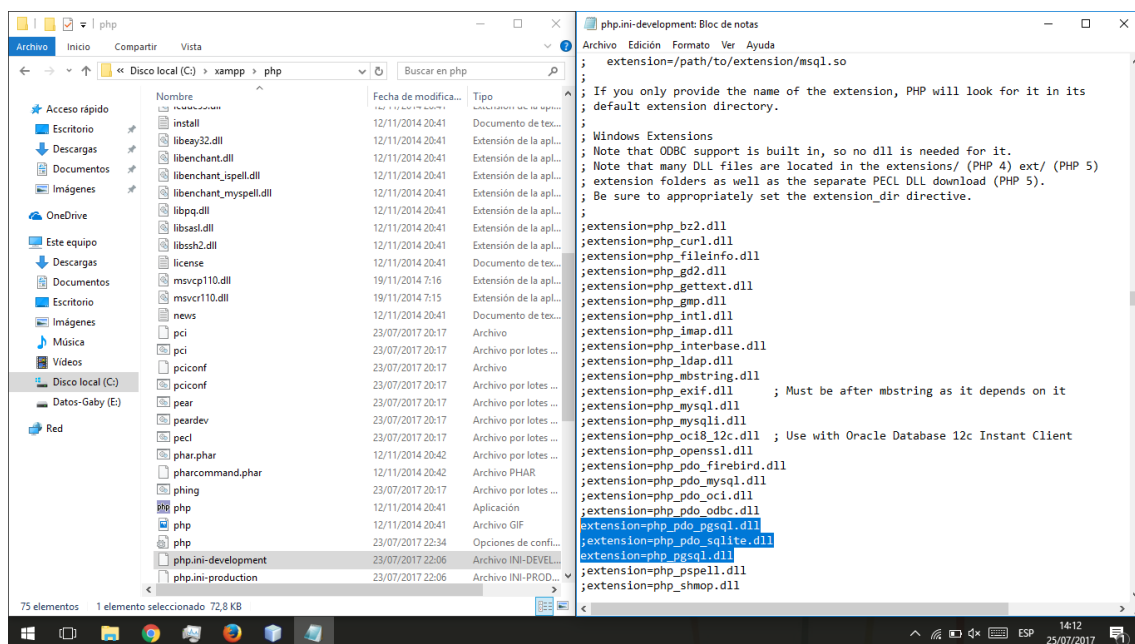 php
Archivo Inicio Compartir Vista
Disco local (C:) > xampp > php
Buscar en php
Acceso rápido
Escritorio
Descargas
Documentos
Imágenes
OneDrive
Este equipo
Descargas
Documentos
Escritorio
Imágenes
Música
Vídeos
Disco local (C:)
Datos-Gaby (E:)
Red
Nombre Fecha de modifica... Tipo
install 12/11/2014 20:41 Documento de tex...
libeay32.dll 12/11/2014 20:41 Extensión de la apl...
libenchant.dll 12/11/2014 20:41 Extensión de la apl...
libenchant_ispell.dll 12/11/2014 20:41 Extensión de la apl...
libenchant_myspell.dll 12/11/2014 20:41 Extensión de la apl...
libpq.dll 12/11/2014 20:41 Extensión de la apl...
libsasl.dll 12/11/2014 20:41 Extensión de la apl...
libssh2.dll 12/11/2014 20:41 Extensión de la apl...
license 12/11/2014 20:41 Documento de tex...
msvcp110.dll 19/11/2014 7:16 Extensión de la apl...
msvcr110.dll 19/11/2014 7:15 Extensión de la apl...
news 12/11/2014 20:41 Documento de tex...
pci 23/07/2017 20:17 Archivo
pci 23/07/2017 20:17 Archivo por lotes ...
pciconf 23/07/2017 20:17 Archivo
pciconf 23/07/2017 20:17 Archivo por lotes ...
pear 23/07/2017 20:17 Archivo por lotes ...
peardev 23/07/2017 20:17 Archivo por lotes ...
pecl 23/07/2017 20:17 Archivo por lotes ...
phar.phar 12/11/2014 20:42 Archivo por lotes ...
pharcommand.phar 12/11/2014 20:42 Archivo PHAR
phing 23/07/2017 20:17 Archivo por lotes ...
php 12/11/2014 20:41 Aplicación
php 12/11/2014 20:41 Archivo GIF
php 23/07/2017 22:34 Opciones de confi...
php.ini-development 23/07/2017 22:06 Archivo INI-DEVEL...
php.ini-production 23/07/2017 22:06 Archivo INI-PROD...
75 elementos 1 elemento seleccionado 72,8 KB
php.ini-development: Bloc de notas
Archivo Edición Formato Ver Ayuda
;   extension=/path/to/extension/msql.so
;
; If you only provide the name of the extension, PHP will look for it in its
; default extension directory.
;
; Windows Extensions
; Note that ODBC support is built in, so no dll is needed for it.
; Note that many DLL files are located in the extensions/ (PHP 4) ext/ (PHP 5)
; extension folders as well as the separate PECL DLL download (PHP 5).
; Be sure to appropriately set the extension_dir directive.
;
;extension=php_bz2.dll
;extension=php_curl.dll
;extension=php_fileinfo.dll
;extension=php_gd2.dll
;extension=php_gettext.dll
;extension=php_gmp.dll
;extension=php_intl.dll
;extension=php_imap.dll
;extension=php_interbase.dll
;extension=php_ldap.dll
;extension=php_mbstring.dll
;extension=php_exif.dll      ; Must be after mbstring as it depends on it
;extension=php_mysql.dll
;extension=php_mysqli.dll
;extension=php_oci8_12c.dll  ; Use with Oracle Database 12c Instant Client
;extension=php_openssl.dll
;extension=php_pdo_firebird.dll
;extension=php_pdo_mysql.dll
;extension=php_pdo_oci.dll
;extension=php_pdo_odbc.dll
extension=php_pdo_pgsql.dll
;extension=php_pdo_sqlite.dll
extension=php_pgsql.dll
;extension=php_pspell.dll
;extension=php_shmop.dll
ESP
14:12
25/07/2017